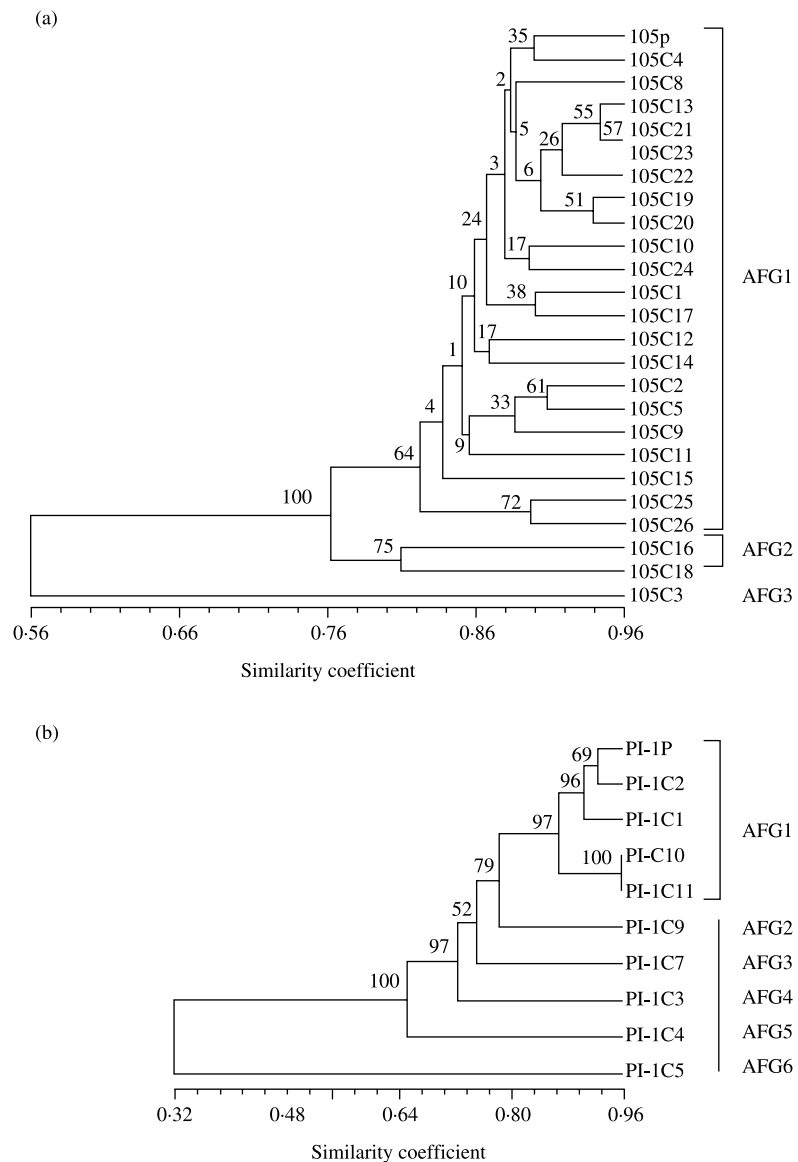 (a)
35
105p
105C4
2
105C8
5
55
105C13
57
105C21
105C23
26
105C22
6
51
105C19
105C20
3
17
105C10
105C24
24
38
105C1
105C17
10
17
105C12
105C14
1
61
105C2
105C5
33
105C9
9
105C11
4
105C15
64
72
105C25
105C26
AFG1
100
75
105C16
105C18
AFG2
105C3
AFG3
0·56
0·66
0·76
0·86
0·96
Similarity coefficient
(b)
69
PI-1P
PI-1C2
96
PI-1C1
97
100
PI-C10
PI-1C11
AFG1
79
PI-1C9
AFG2
52
PI-1C7
AFG3
97
PI-1C3
AFG4
100
PI-1C4
AFG5
PI-1C5
AFG6
0·32
0·48
0·64
0·80
0·96
Similarity coefficient